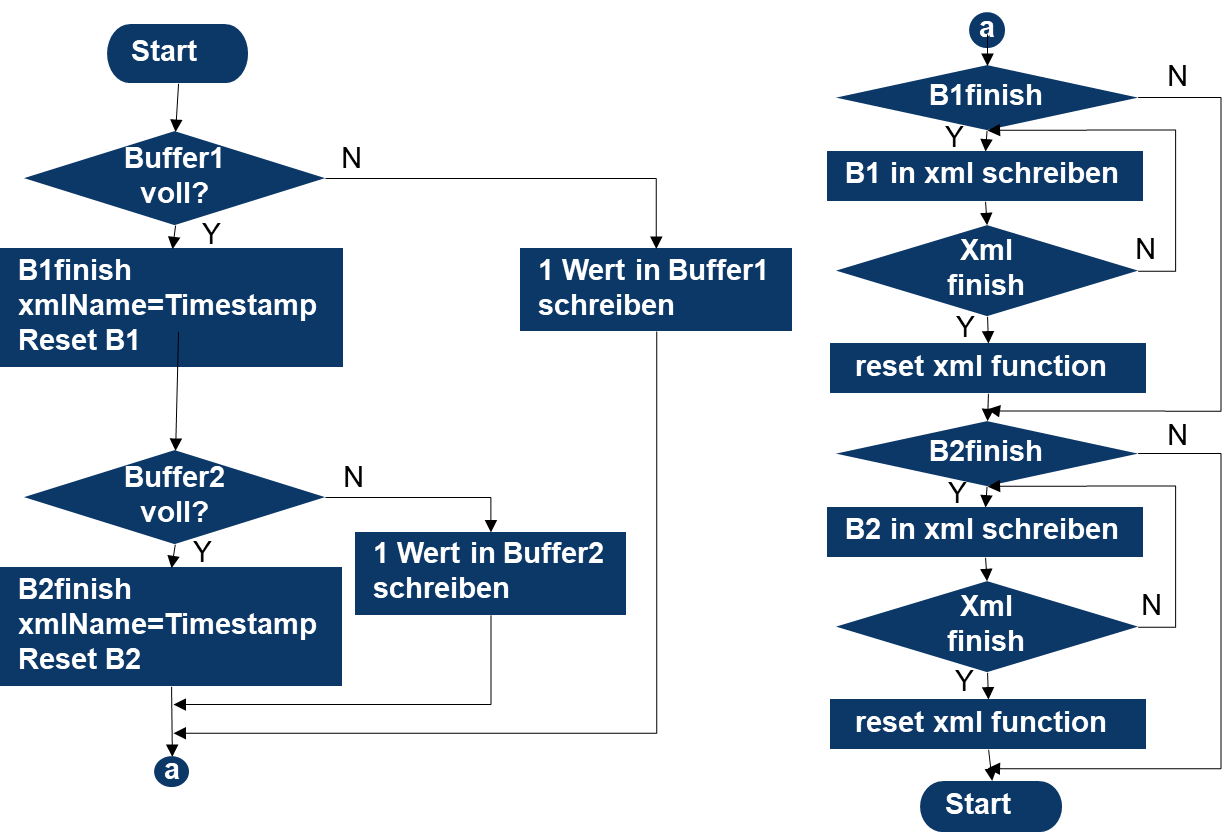 Start
Buffer1
voll?
N
Y
B1finish
xmlName=Timestamp
Reset B1
1 Wert in Buffer1
schreiben
Buffer2
voll?
N
Y
B2finish
xmlName=Timestamp
Reset B2
1 Wert in Buffer2
schreiben
a
a
B1finish
N
Y
B1 in xml schreiben
Xml
finish
N
Y
reset xml function
B2finish
N
Y
B2 in xml schreiben
Xml
finish
N
Y
reset xml function
Start